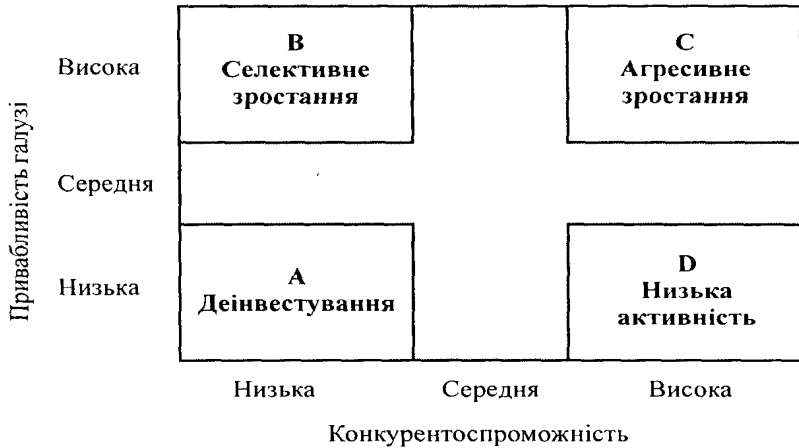 Привабливість галузі
Висока
Середня
Низька
B
Селективне
зростання
C
Агресивне
зростання
A
Деінвестування
D
Низька
активність
Низька
Середня
Висока
Конкурентоспроможність